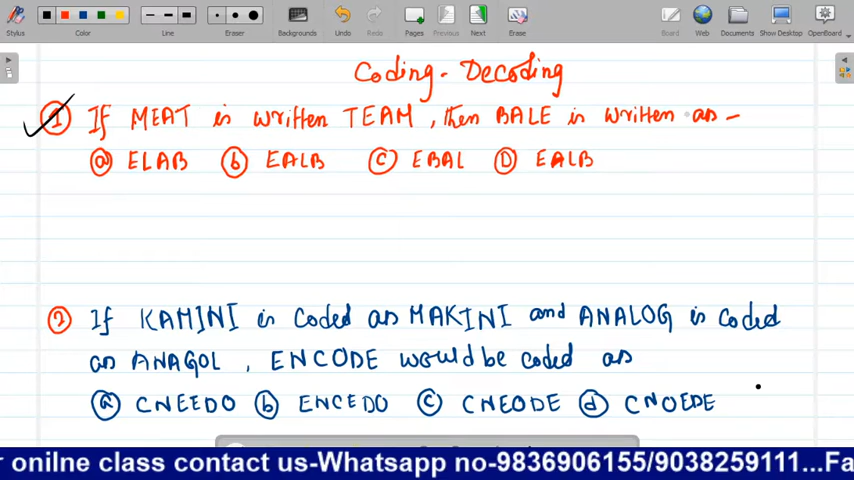 Stylus Color Line Eraser Backgrounds Undo Redo Pages Previous Next Erase Board Web Documents Show Desktop OpenBoard
Coding - Decoding
① If MEAT is written TEAM, then BALE is written as -
ⓐ ELAB ⓑ EALB ⓒ EBAL Ⓓ EALB
② If KAMINI is coded as MAKINI and ANALOG is coded
as ANAGOL, ENCODE would be coded as
ⓐ CNEEDO ⓑ ENCEDO ⓒ CNEODE ⓓ CNOEDE
or onilne class contact us-Whatsapp no-9836906155/9038259111...Fa